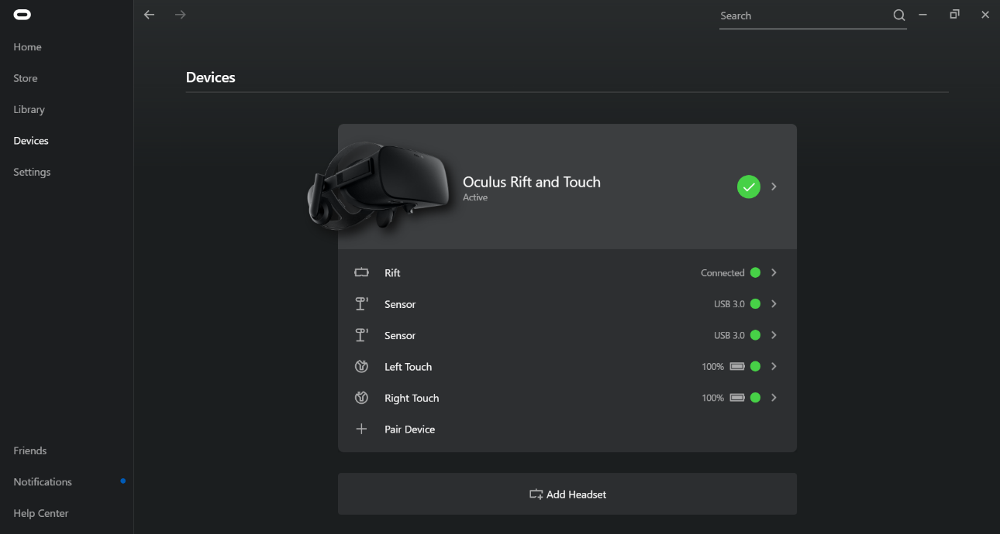 Search
Home
Store
Library
Devices
Settings
Friends
Notifications
Help Center
Devices
Oculus Rift and Touch
Active
Rift Connected
Sensor USB 3.0
Sensor USB 3.0
Left Touch 100%
Right Touch 100%
Pair Device
Add Headset